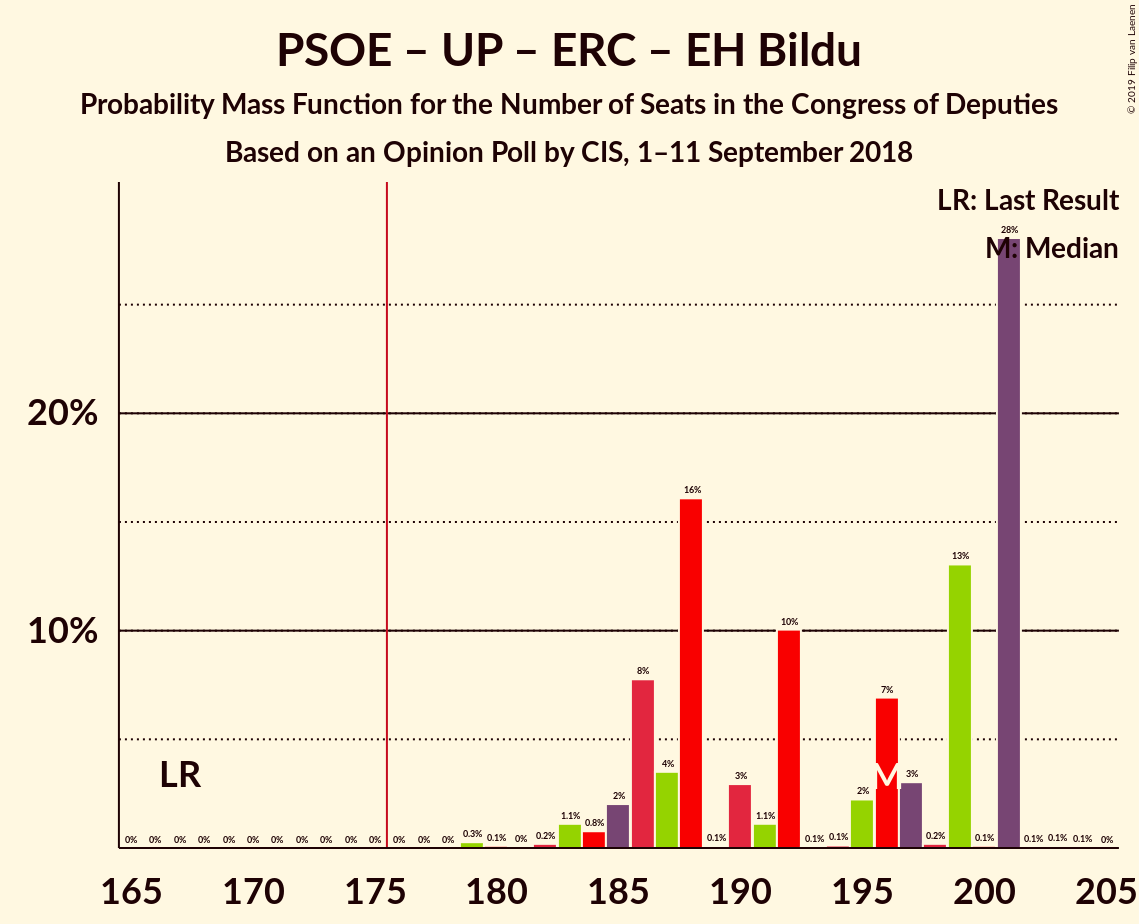 PSOE – UP – ERC – EH Bildu
Probability Mass Function for the Number of Seats in the Congress of Deputies
Based on an Opinion Poll by CIS, 1–11 September 2018
© 2019 Filip van Laenen
LR: Last Result
M: Median
28%
20%
16%
13%
10%
10%
8%
7%
LR
M
0% 0% 0% 0% 0% 0% 0% 0% 0% 0% 0% 0% 0% 0% 0.3% 0.1% 0% 0.2% 1.1% 0.8% 2% 4% 0.1% 3% 1.1% 0.1% 0.1% 2% 3% 0.2% 0.1% 0.1% 0.1% 0.1% 0%
165 170 175 180 185 190 195 200 205